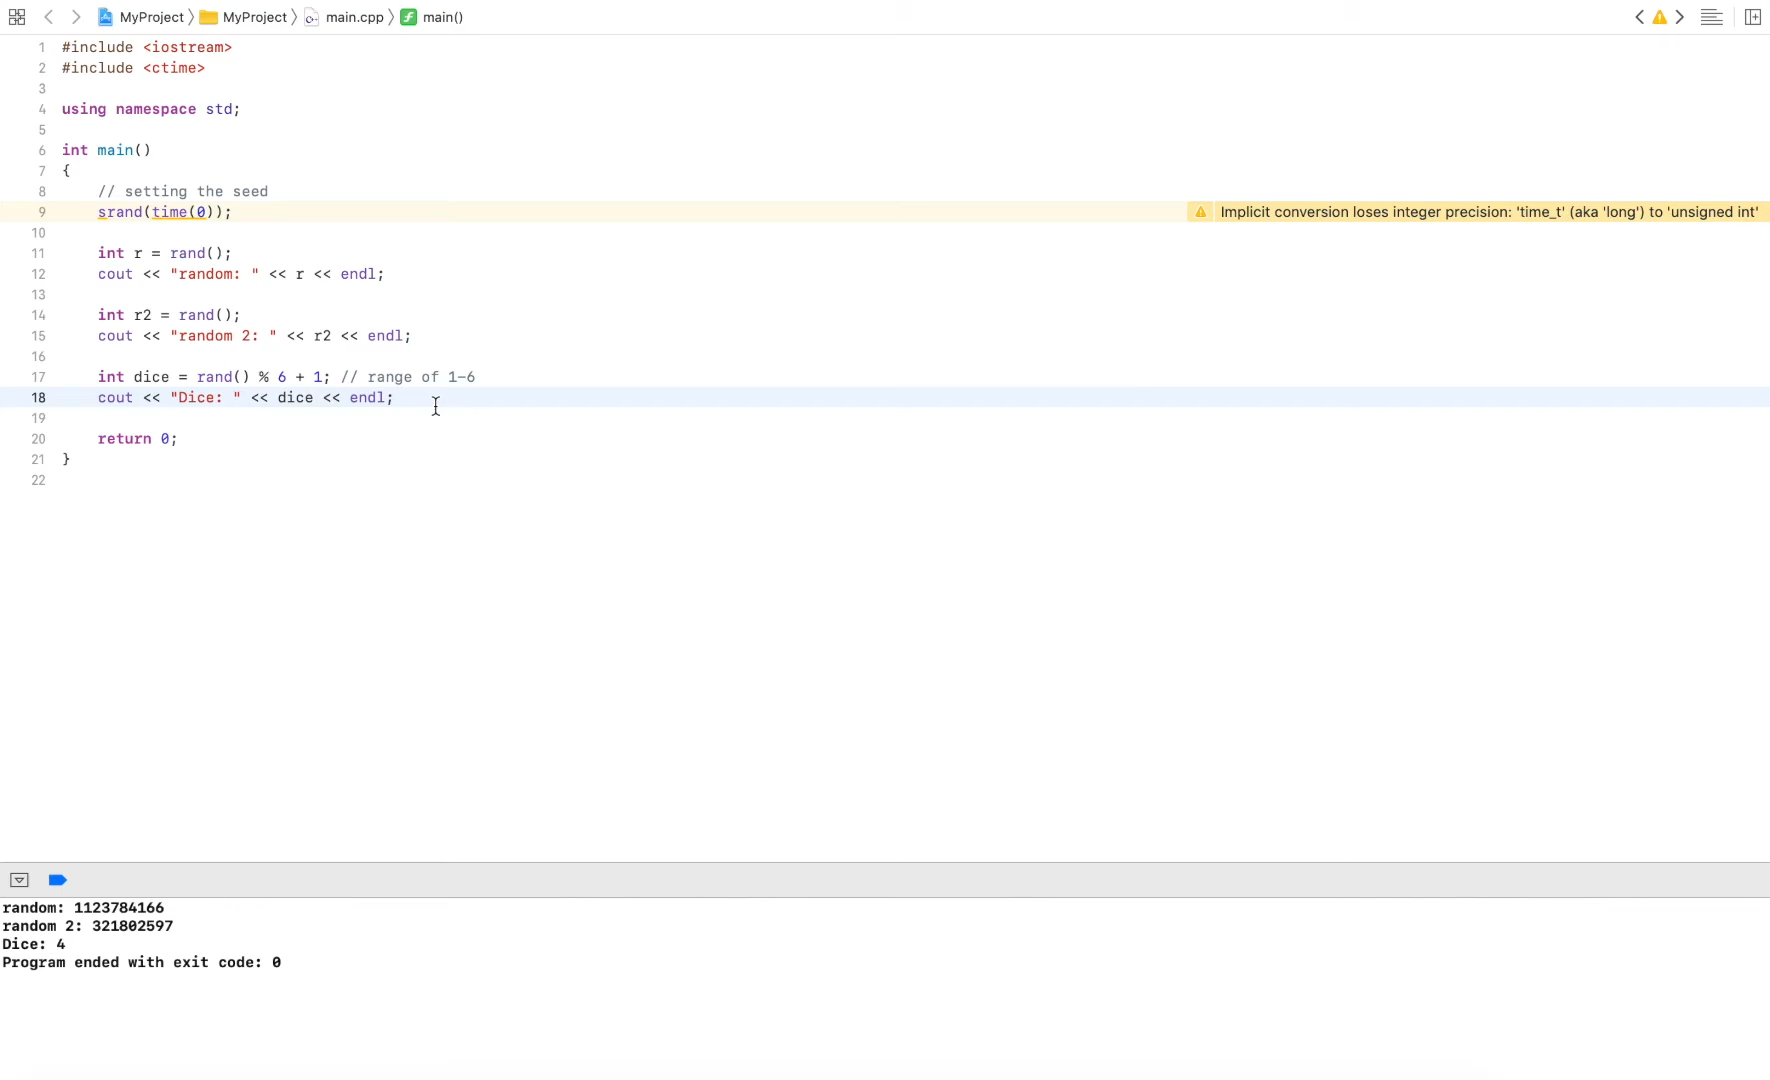 MyProject 〉 MyProject 〉 main.cpp 〉 main()
1 #include <iostream>
2 #include <ctime>
3
4 using namespace std;
5
6 int main()
7 {
8     // setting the seed
9     srand(time(0)); Implicit conversion loses integer precision: 'time_t' (aka 'long') to 'unsigned int'
10
11     int r = rand();
12     cout << "random: " << r << endl;
13
14     int r2 = rand();
15     cout << "random 2: " << r2 << endl;
16
17     int dice = rand() % 6 + 1; // range of 1-6
18     cout << "Dice: " << dice << endl;
19
20     return 0;
21 }
22
random: 1123784166
random 2: 321802597
Dice: 4
Program ended with exit code: 0